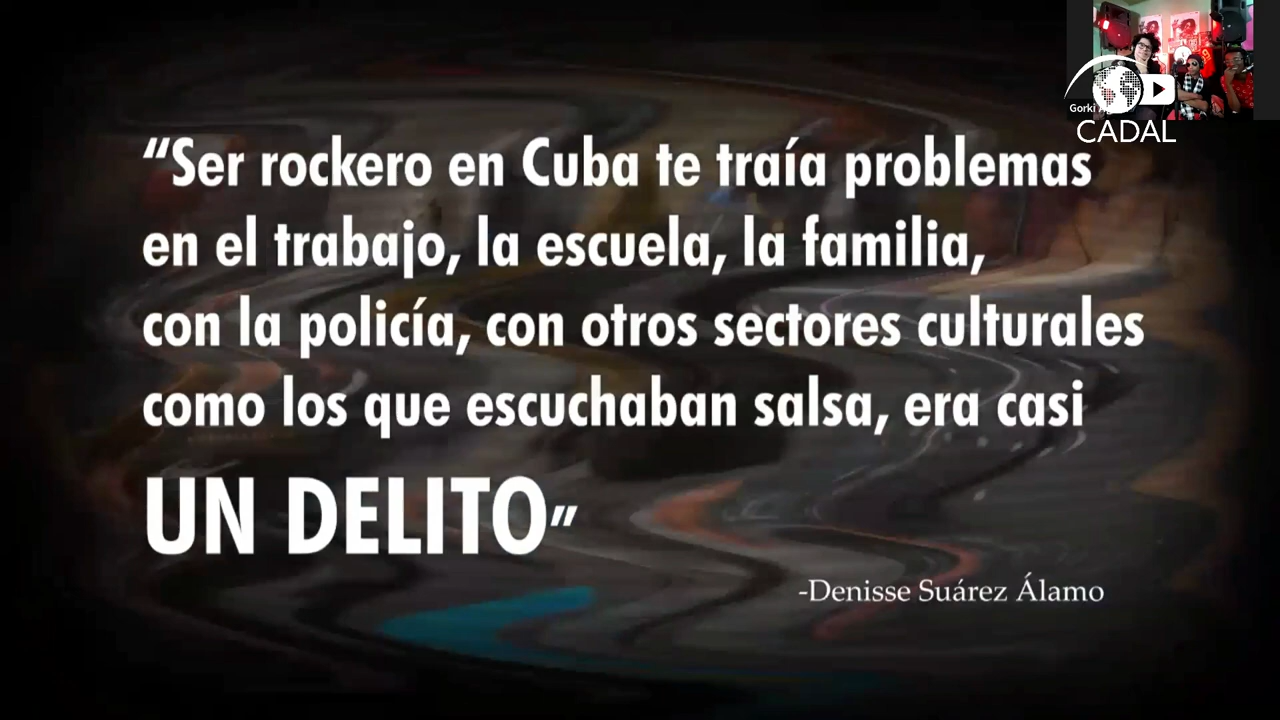 “Ser rockero en Cuba te traía problemas
en el trabajo, la escuela, la familia,
con la policía, con otros sectores culturales
como los que escuchaban salsa, era casi
UN DELITO”
-Denisse Suárez Álamo
Gorki
CADAL